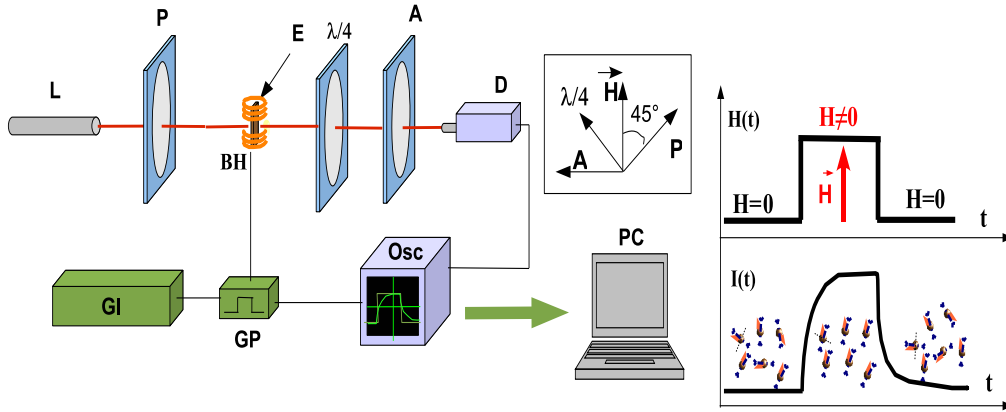 L
P
E
λ/4
A
D
BH
GI
GP
Osc
PC
H
λ/4
45°
A
P
H(t)
H≠0
H
H=0
H=0
t
I(t)
t